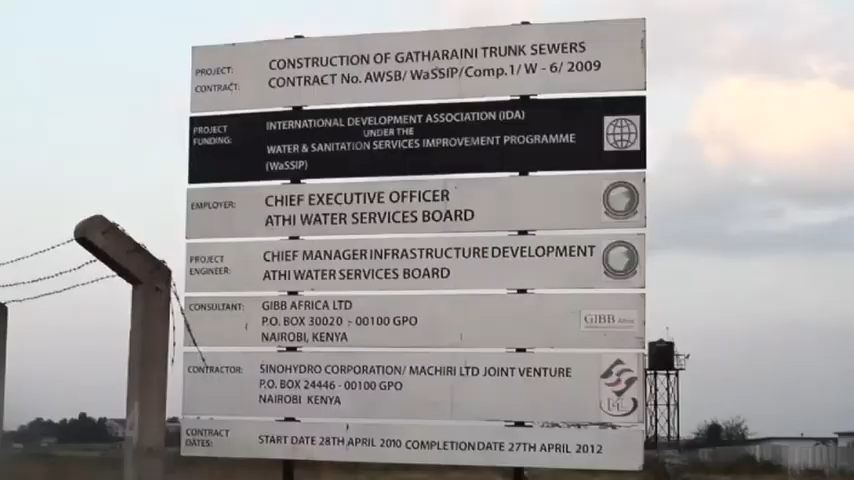 PROJECT: CONSTRUCTION OF GATHARAINI TRUNK SEWERS
CONTRACT: CONTRACT No. AWSB/ WaSSIP/Comp.1/ W - 6/ 2009
PROJECT FUNDING: INTERNATIONAL DEVELOPMENT ASSOCIATION (IDA)
UNDER THE
WATER & SANITATION SERVICES IMPROVEMENT PROGRAMME
(WaSSIP)
EMPLOYER: CHIEF EXECUTIVE OFFICER
ATHI WATER SERVICES BOARD
PROJECT ENGINEER: CHIEF MANAGER INFRASTRUCTURE DEVELOPMENT
ATHI WATER SERVICES BOARD
CONSULTANT: GIBB AFRICA LTD
P.O. BOX 30020 - 00100 GPO
NAIROBI, KENYA
GIBB Africa
CONTRACTOR: SINOHYDRO CORPORATION/ MACHIRI LTD JOINT VENTURE
P.O. BOX 24446 - 00100 GPO
NAIROBI KENYA
CONTRACT DATES: START DATE 28TH APRIL 2010 COMPLETION DATE 27TH APRIL 2012